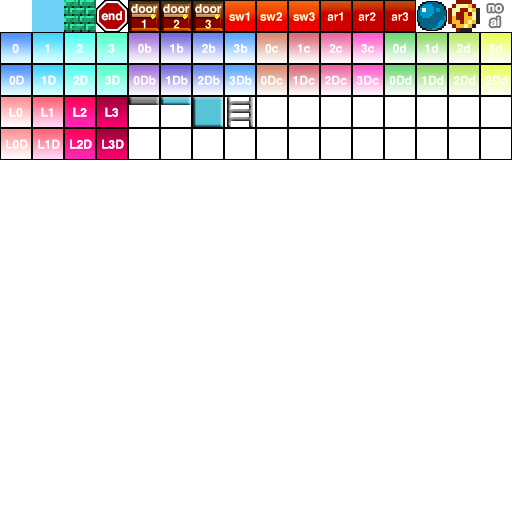 end door 1 door 2 door 3 sw1 sw2 sw3 ar1 ar2 ar3 no ai
0 1 2 3 0b 1b 2b 3b 0c 1c 2c 3c 0d 1d 2d 3d
0D 1D 2D 3D 0Db 1Db 2Db 3Db 0Dc 1Dc 2Dc 3Dc 0Dd 1Dd 2Dd 3Dd
L0 L1 L2 L3
L0D L1D L2D L3D